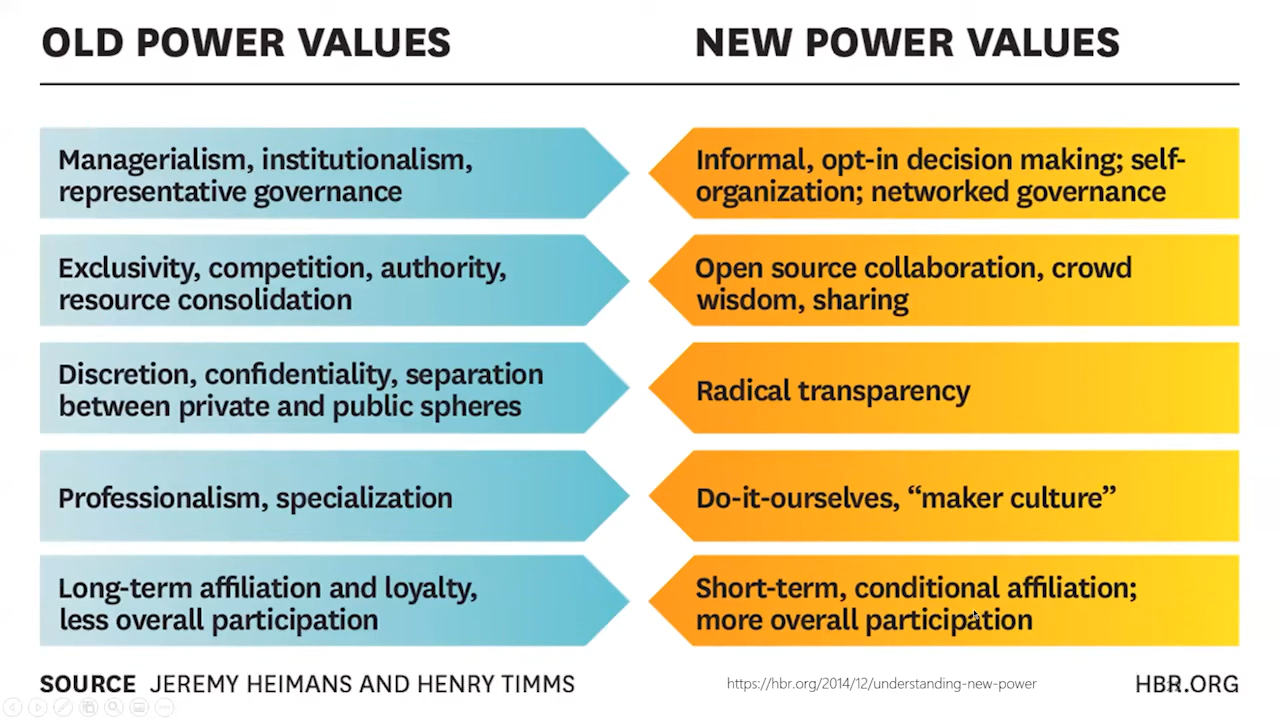 OLD POWER VALUES
NEW POWER VALUES
Managerialism, institutionalism,
representative governance
Informal, opt-in decision making; self-
organization; networked governance
Exclusivity, competition, authority,
resource consolidation
Open source collaboration, crowd
wisdom, sharing
Discretion, confidentiality, separation
between private and public spheres
Radical transparency
Professionalism, specialization
Do-it-ourselves, “maker culture”
Long-term affiliation and loyalty,
less overall participation
Short-term, conditional affiliation;
more overall participation
SOURCE JEREMY HEIMANS AND HENRY TIMMS
https://hbr.org/2014/12/understanding-new-power
HBR.ORG